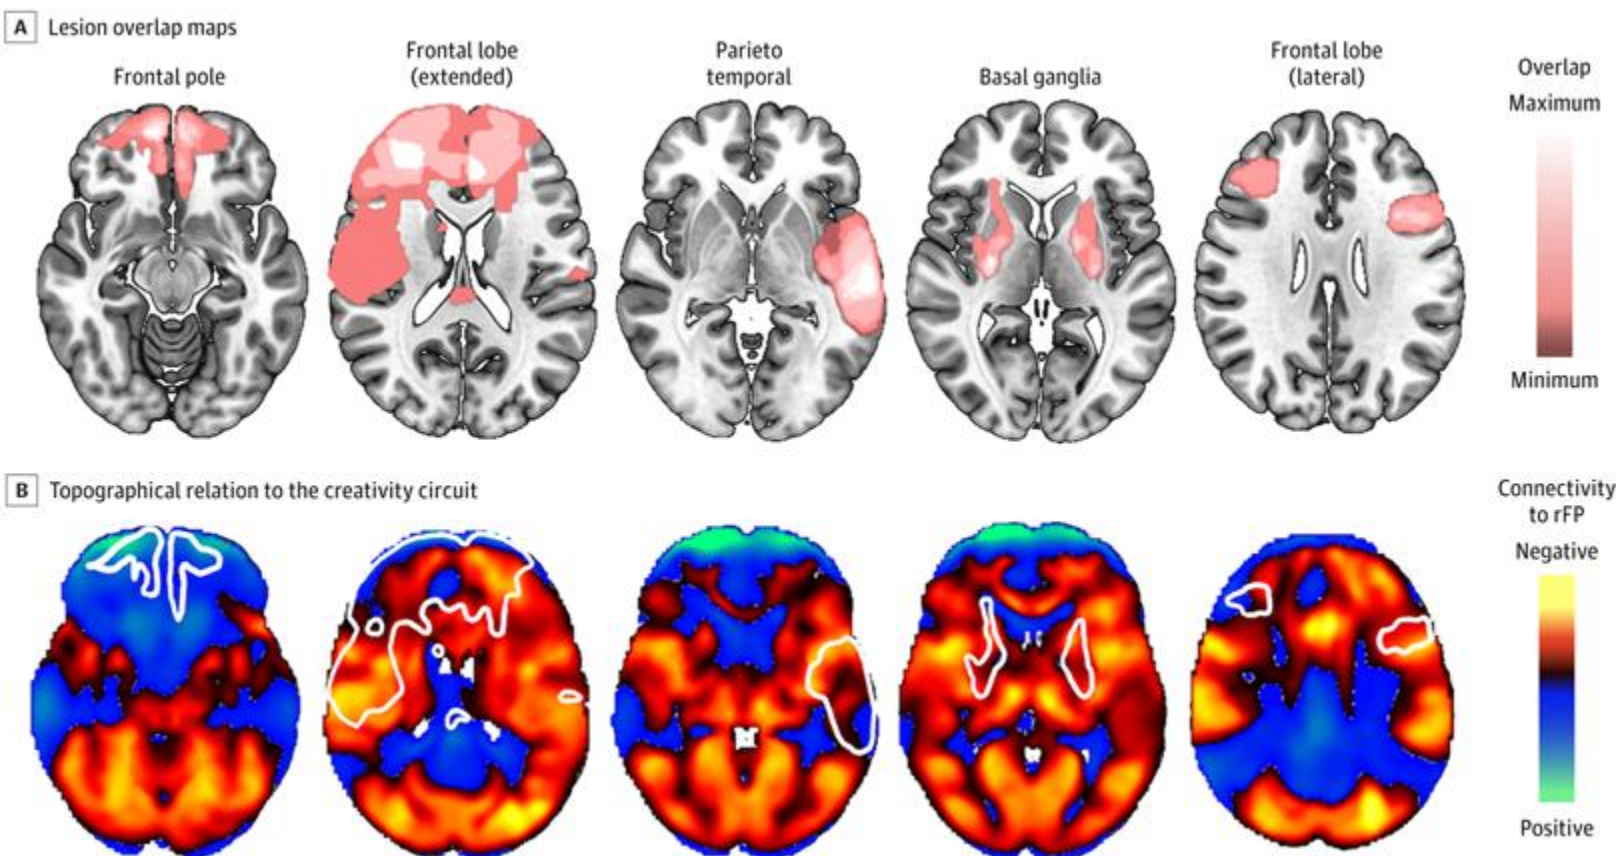 A Lesion overlap maps
Frontal pole
Frontal lobe
(extended)
Parieto
temporal
Basal ganglia
Frontal lobe
(lateral)
Overlap
Maximum
Minimum
B Topographical relation to the creativity circuit
Connectivity
to rFP
Negative
Positive